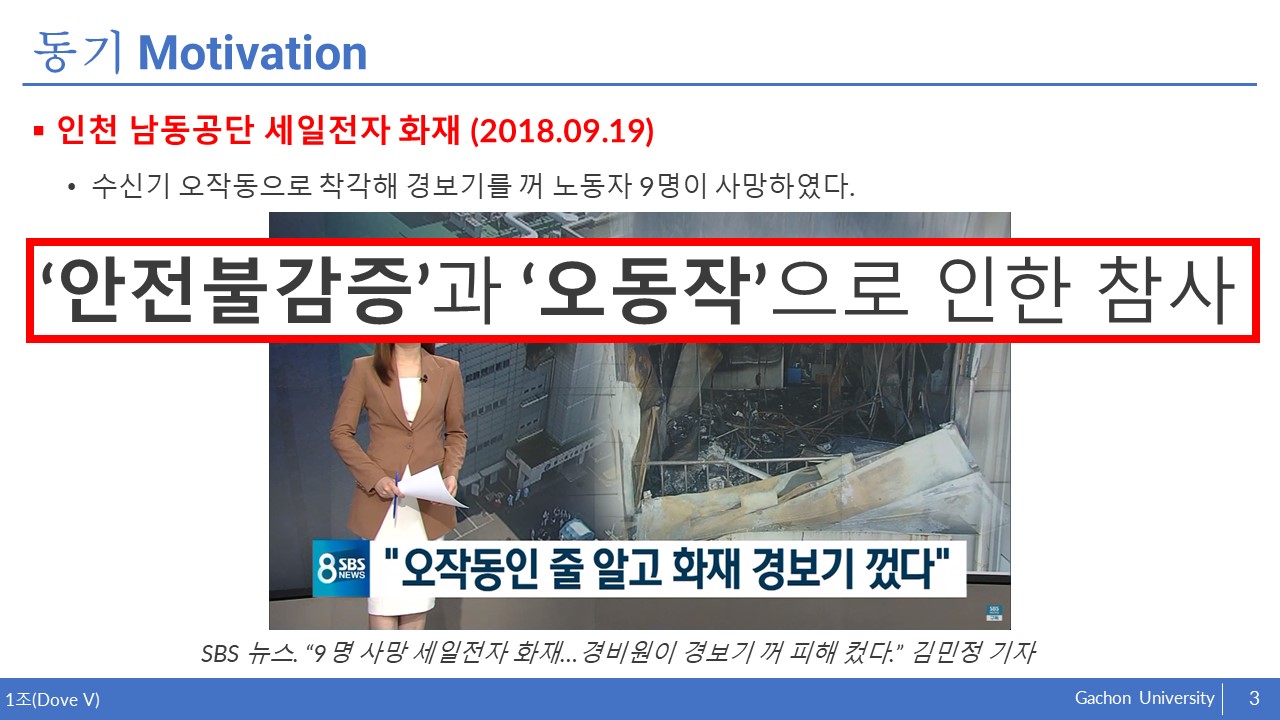 동기 Motivation
인천 남동공단 세일전자 화재 (2018.09.19)
수신기 오작동으로 착각해 경보기를 꺼 노동자 9명이 사망하였다.
‘안전불감증’과 ‘오동작’으로 인한 참사
8 SBS NEWS
"오작동인 줄 알고 화재 경보기 껐다"
SBS
SBS 뉴스. “9명 사망 세일전자 화재…경비원이 경보기 꺼 피해 컸다.” 김민정 기자
1조(Dove V)
Gachon University
3